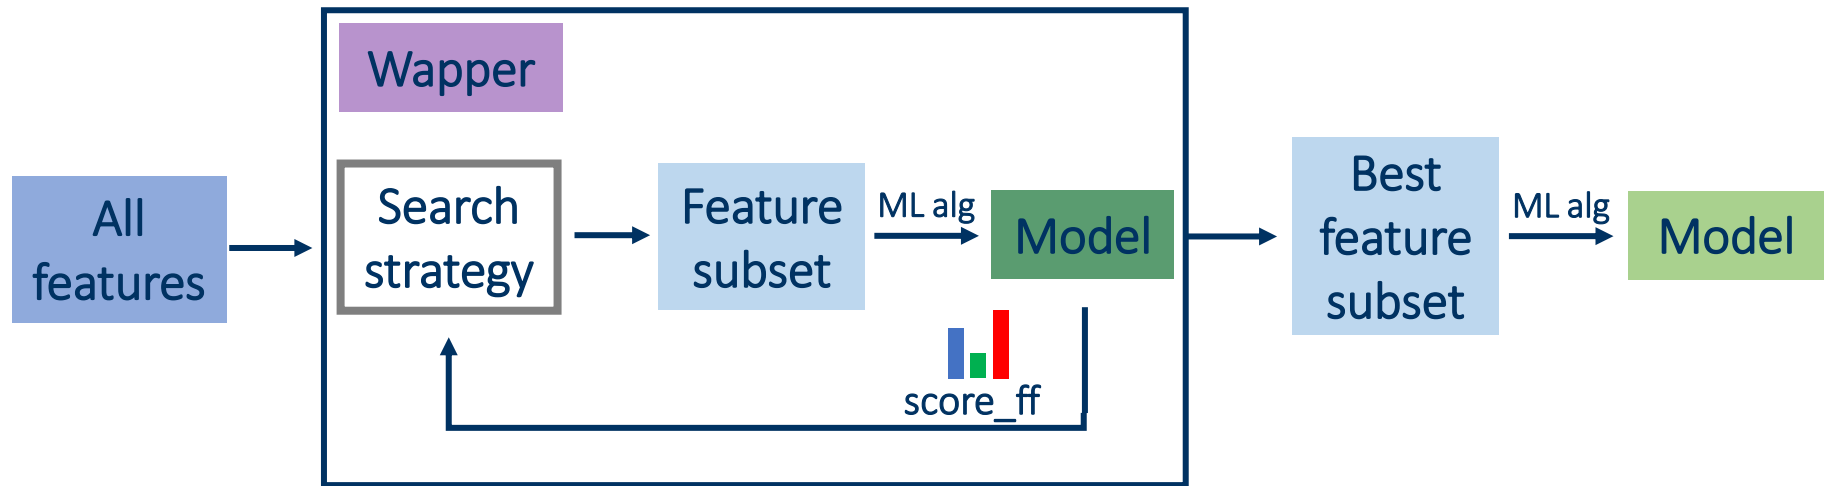 All
features
Wapper
Search
strategy
Feature
subset
ML alg
Model
score_ff
Best
feature
subset
ML alg
Model